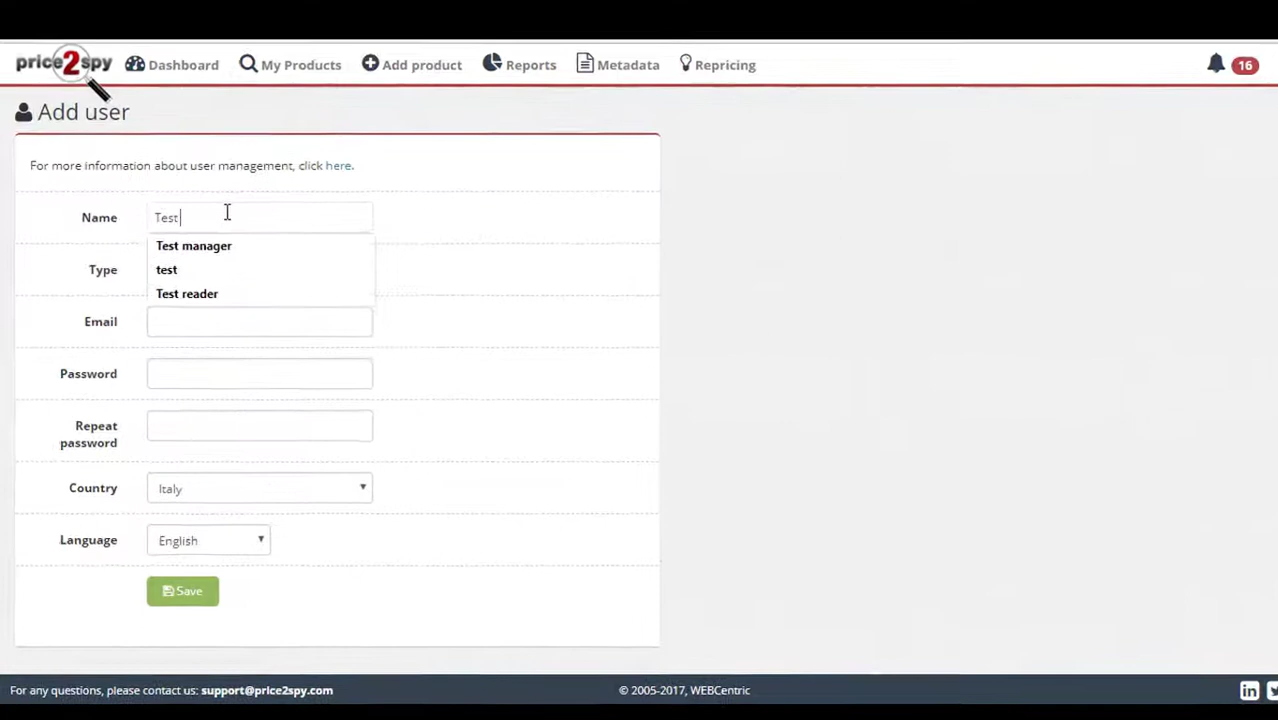 price2spy Dashboard My Products Add product Reports Metadata Repricing 16
Add user
For more information about user management, click here.
Name Test
Test manager
Type test
Test reader
Email
Password
Repeat
password
Country Italy
Language English
Save
For any questions, please contact us: support@price2spy.com © 2005-2017, WEBCentric